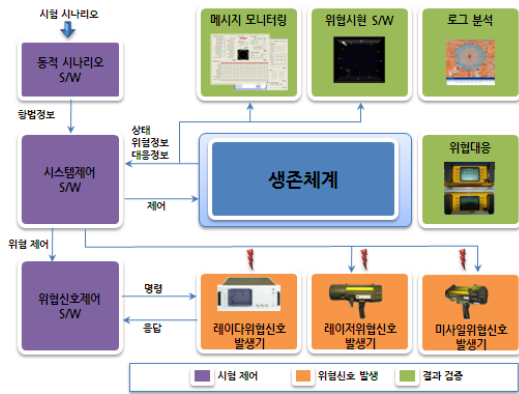 시험 시나리오
동적 시나리오
S/W
메시지 모니터링
위협시현 S/W
로그 분석
항법정보
상태
위협정보
대응정보
시스템제어
S/W
제어
생존체계
위협대응
위협 제어
위협신호제어
S/W
명령
응답
레이다위협신호
발생기
레이저위협신호
발생기
미사일위협신호
발생기
시험 제어
위협신호 발생
결과 검증